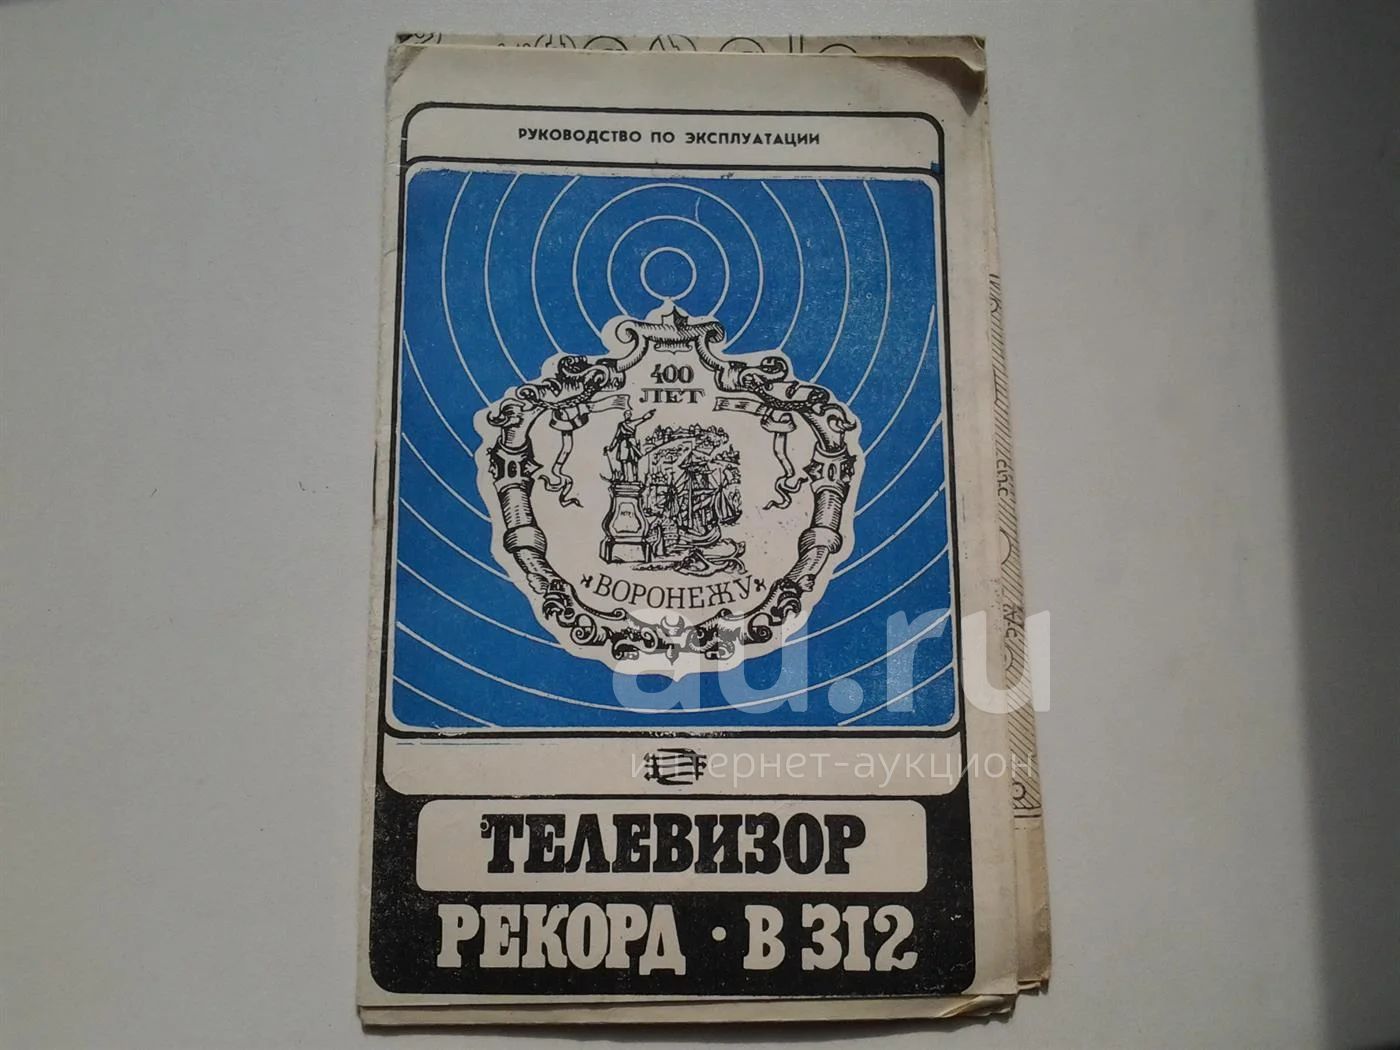 РУКОВОДСТВО ПО ЭКСПЛУАТАЦИИ
400
ЛЕТ
ВОРОНЕЖУ
au.ru
интернет-аукцион
ТЕЛЕВИЗОР
РЕКОРД · В 312